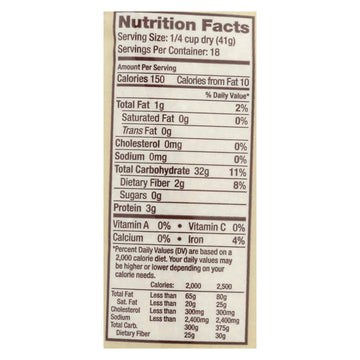 Nutrition Facts
Serving Size: 1/4 cup dry (41g)
Servings Per Container: 18
Amount Per Serving
Calories 150 Calories from Fat 10
% Daily Value*
Total Fat 1g 2%
Saturated Fat 0g 0%
Trans Fat 0g
Cholesterol 0mg 0%
Sodium 0mg 0%
Total Carbohydrate 32g 11%
Dietary Fiber 2g 8%
Sugars 0g
Protein 3g
Vitamin A 0% • Vitamin C 0%
Calcium 0% • Iron 4%
*Percent Daily Values (DV) are based on a
2,000 calorie diet. Your daily values may
be higher or lower depending on your
calorie needs.
Calories: 2,000 2,500
Total Fat Less than 65g 80g
Sat. Fat Less than 20g 25g
Cholesterol Less than 300mg 300mg
Sodium Less than 2,400mg 2,400mg
Total Carb. 300g 375g
Dietary Fiber 25g 30g